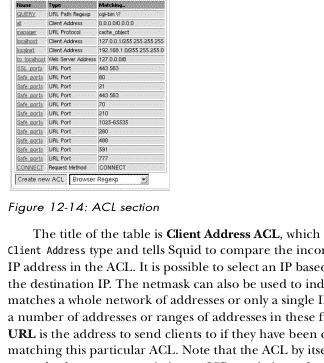 Name Type Matching...
QUERY URL Path Regexp cgi-bin \?
all Client Address 0.0.0.0/0.0.0.0
manager URL Protocol cache_object
localhost Client Address 127.0.0.1/255.255.255.255
localnet Client Address 192.168.1.0/255.255.255.0
to_localhost Web Server Address 127.0.0.0/8
SSL_ports URL Port 443 563
Safe_ports URL Port 80
Safe_ports URL Port 21
Safe_ports URL Port 443 563
Safe_ports URL Port 70
Safe_ports URL Port 210
Safe_ports URL Port 1025-65535
Safe_ports URL Port 280
Safe_ports URL Port 488
Safe_ports URL Port 591
Safe_ports URL Port 777
CONNECT Request Method CONNECT
Create new ACL Browser Regexp
Figure 12-14: ACL section
The title of the table is Client Address ACL, which
Client Address type and tells Squid to compare the incor
IP address in the ACL. It is possible to select an IP based
the destination IP. The netmask can also be used to ind
matches a whole network of addresses or only a single I
a number of addresses or ranges of addresses in these f
URL is the address to send clients to if they have been
matching this particular ACL. Note that the ACL by its